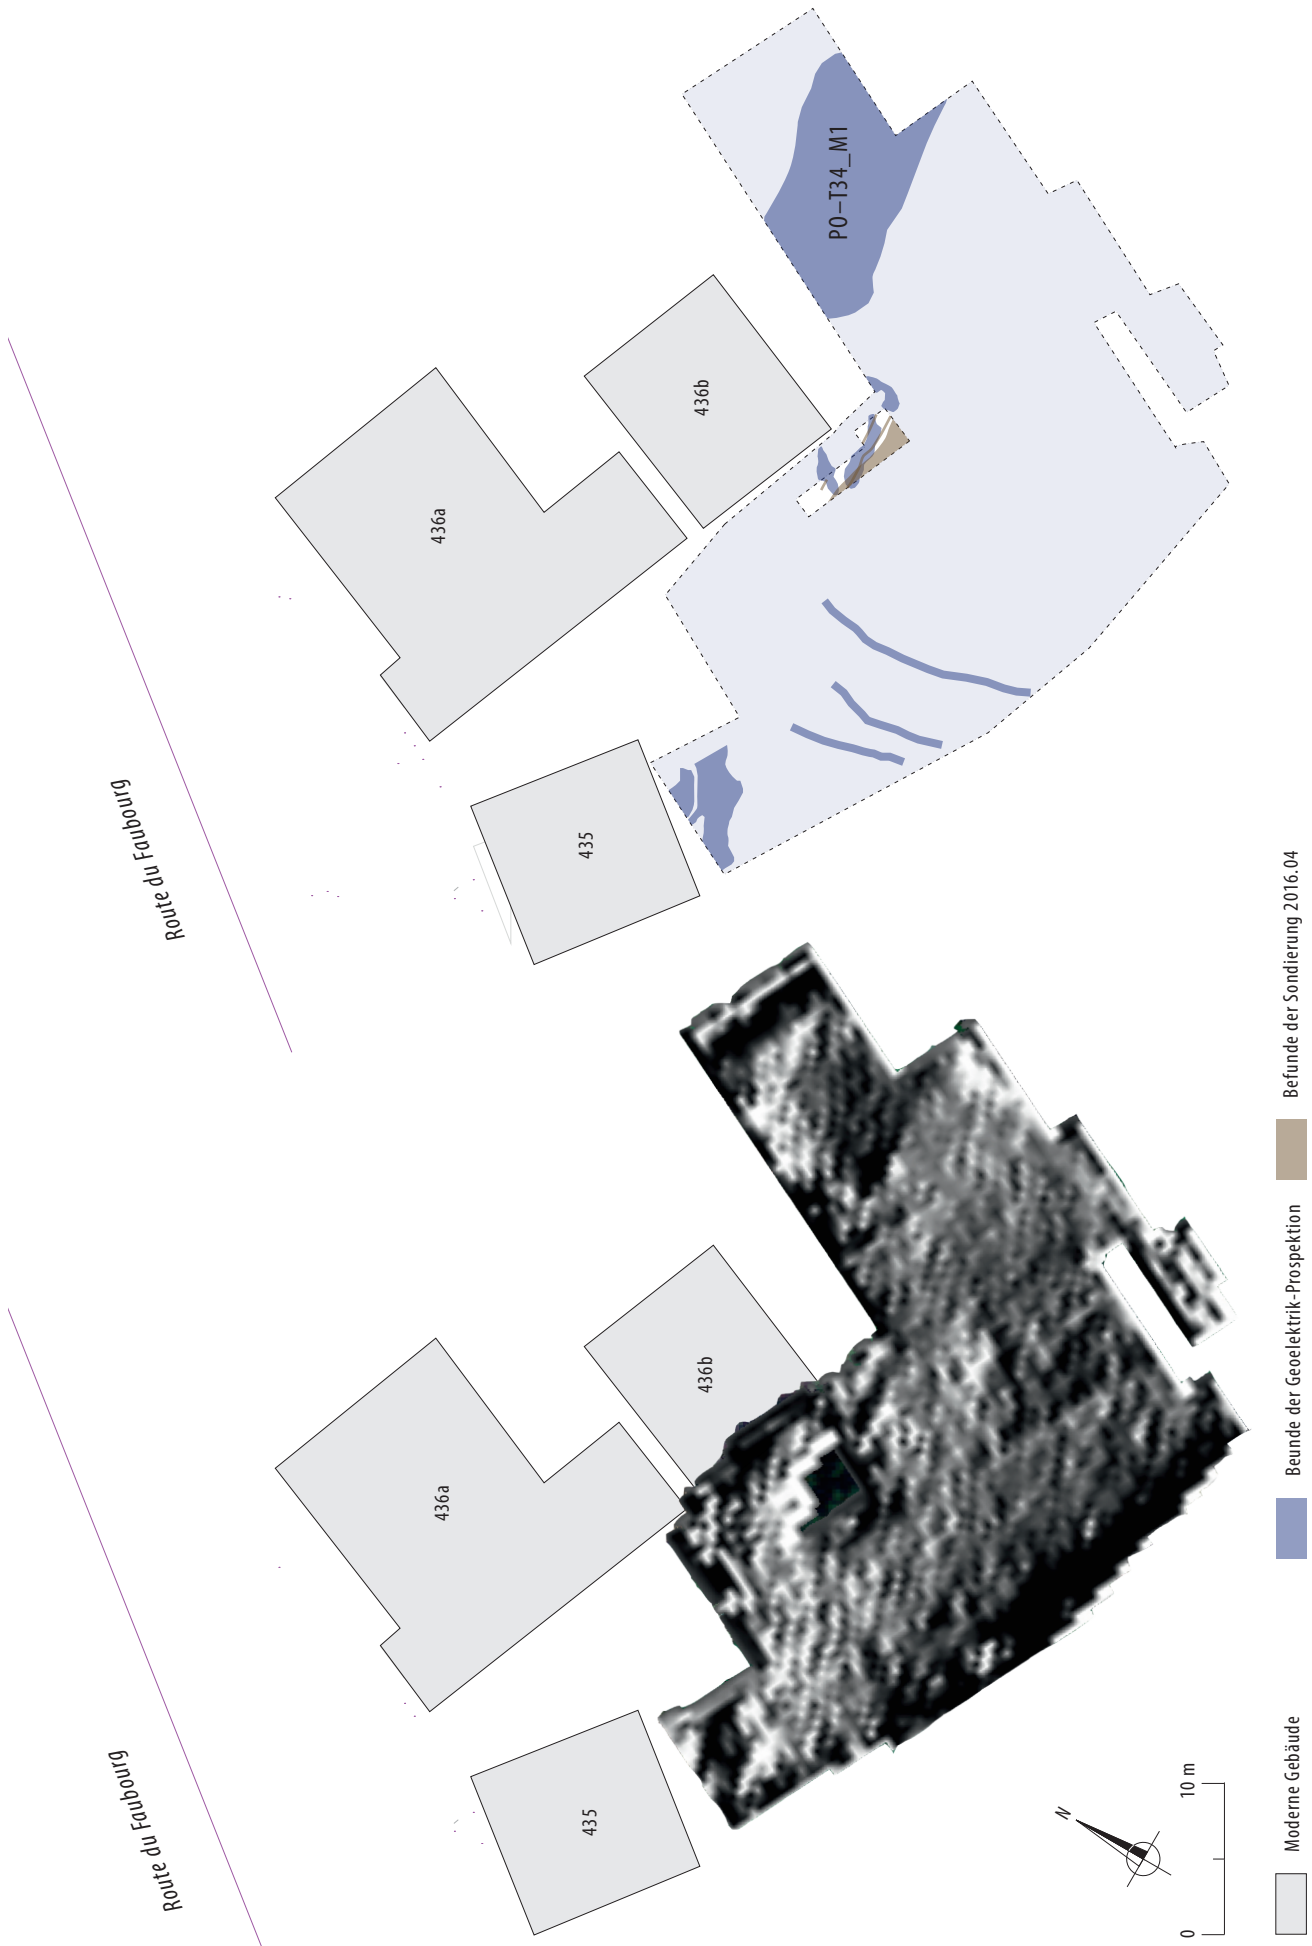 Route du Faubourg
435
436a
436b
Route du Faubourg
435
436a
436b
PO–T34_M1
N
0
10 m
Moderne Gebäude
Beunde der Geoelektrik-Prospektion
Befunde der Sondierung 2016.04